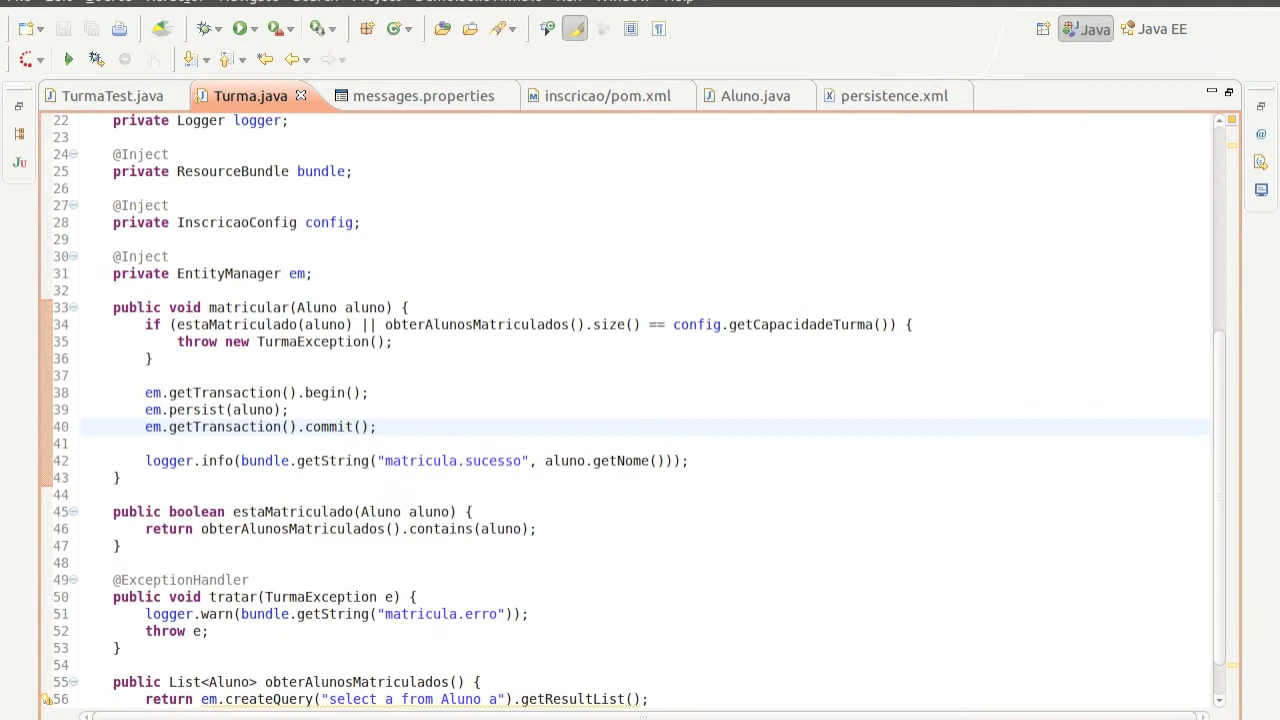 Java
Java EE
TurmaTest.java
Turma.java
messages.properties
inscricao/pom.xml
Aluno.java
persistence.xml
22 private Logger logger;
23
24 @Inject
25 private ResourceBundle bundle;
26
27 @Inject
28 private InscricaoConfig config;
29
30 @Inject
31 private EntityManager em;
32
33 public void matricular(Aluno aluno) {
34 if (estaMatriculado(aluno) || obterAlunosMatriculados().size() == config.getCapacidadeTurma()) {
35 throw new TurmaException();
36 }
37
38 em.getTransaction().begin();
39 em.persist(aluno);
40 em.getTransaction().commit();
41
42 logger.info(bundle.getString("matricula.sucesso", aluno.getNome()));
43 }
44
45 public boolean estaMatriculado(Aluno aluno) {
46 return obterAlunosMatriculados().contains(aluno);
47 }
48
49 @ExceptionHandler
50 public void tratar(TurmaException e) {
51 logger.warn(bundle.getString("matricula.erro"));
52 throw e;
53 }
54
55 public List<Aluno> obterAlunosMatriculados() {
56 return em.createQuery("select a from Aluno a").getResultList();